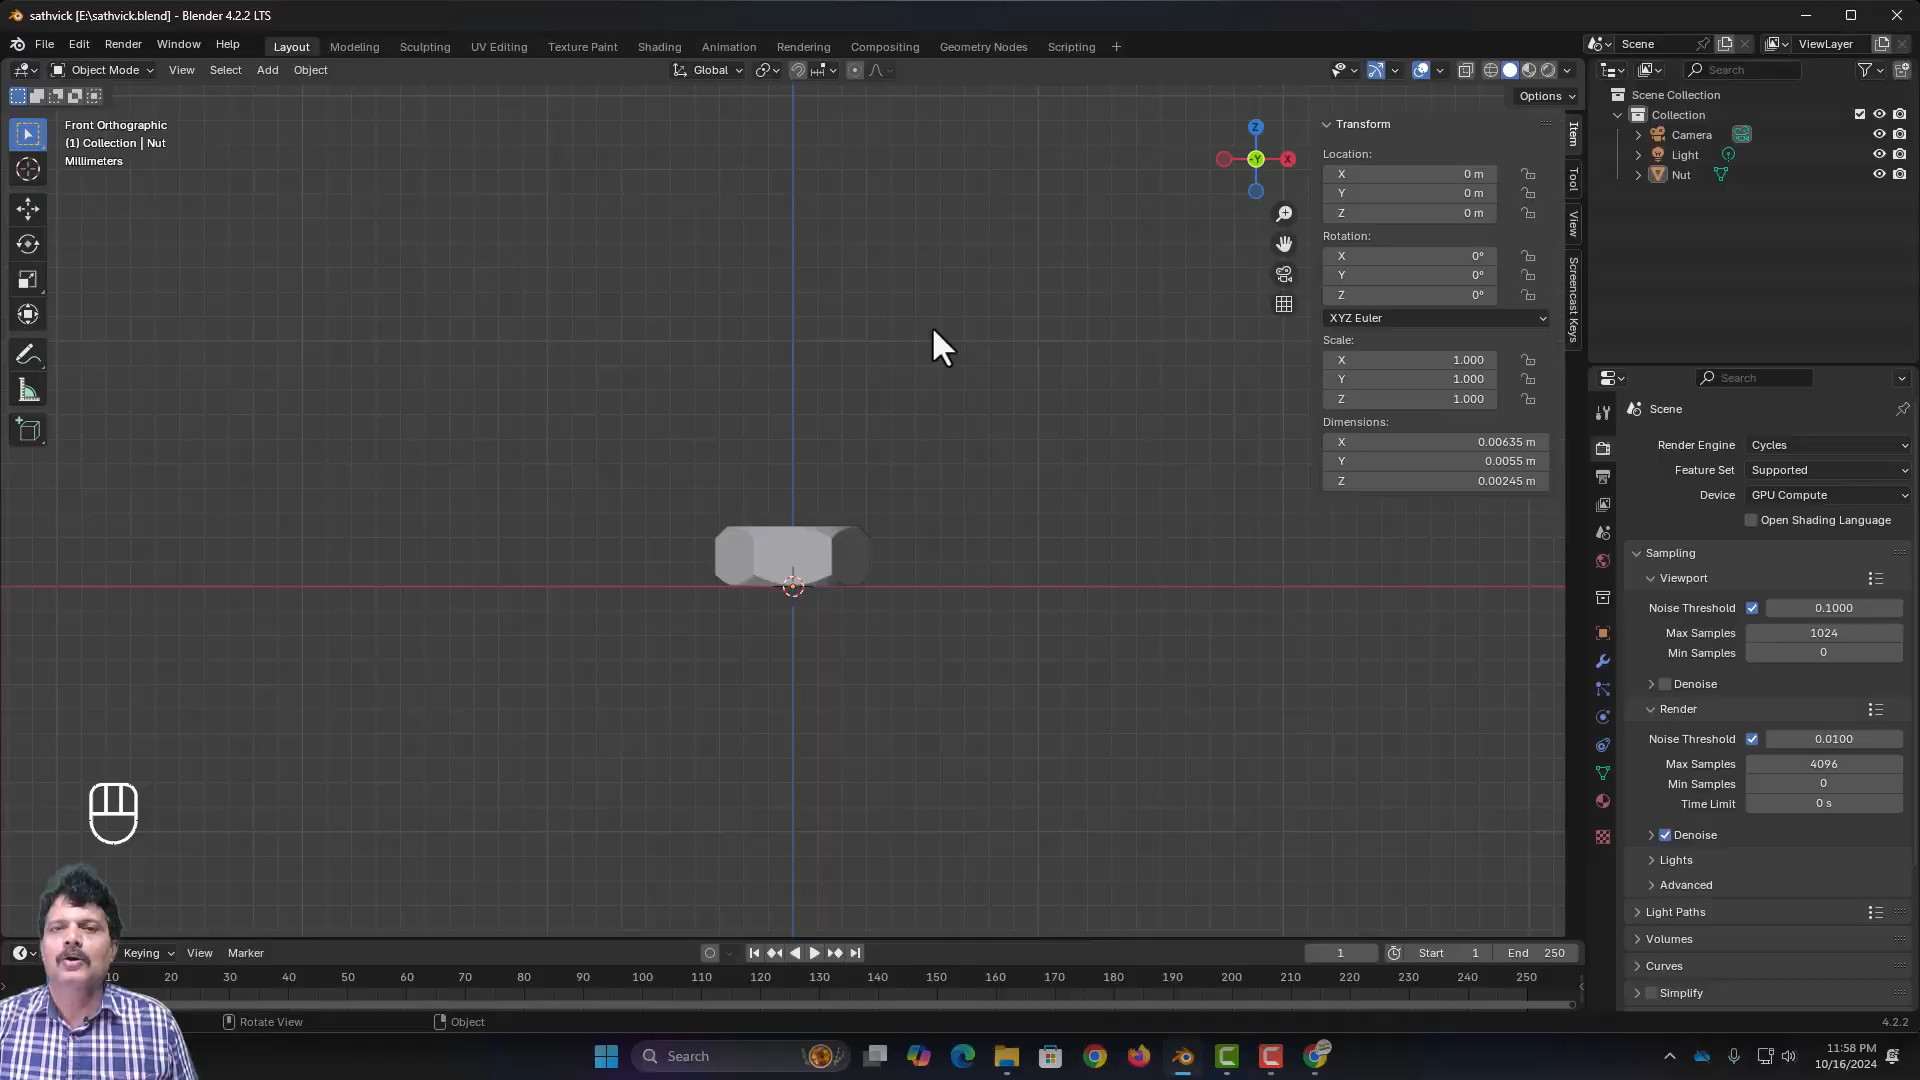 sathvick [E:\sathvick.blend] - Blender 4.2.2 LTS
File Edit Render Window Help Layout Modeling Sculpting UV Editing Texture Paint Shading Animation Rendering Compositing Geometry Nodes Scripting + Scene ViewLayer
Object Mode View Select Add Object Global Search
Options
Front Orthographic
(1) Collection | Nut
Millimeters
Z
-Y X
Transform
Location:
X 0 m
Y 0 m
Z 0 m
Rotation:
X 0°
Y 0°
Z 0°
XYZ Euler
Scale:
X 1.000
Y 1.000
Z 1.000
Dimensions:
X 0.00635 m
Y 0.0055 m
Z 0.00245 m
Item
Tool
View
Screencast Keys
Scene Collection
Collection
Camera
Light
Nut
Search
Scene
Render Engine Cycles
Feature Set Supported
Device GPU Compute
Open Shading Language
Sampling
Viewport
Noise Threshold 0.1000
Max Samples 1024
Min Samples 0
Denoise
Render
Noise Threshold 0.0100
Max Samples 4096
Min Samples 0
Time Limit 0 s
Denoise
Lights
Advanced
Light Paths
Volumes
Curves
Simplify
Keying View Marker 1 Start 1 End 250
10 20 30 40 50 60 70 80 90 100 110 120 130 140 150 160 170 180 190 200 210 220 230 240 250
Rotate View Object 4.2.2
Search
11:58 PM
10/16/2024